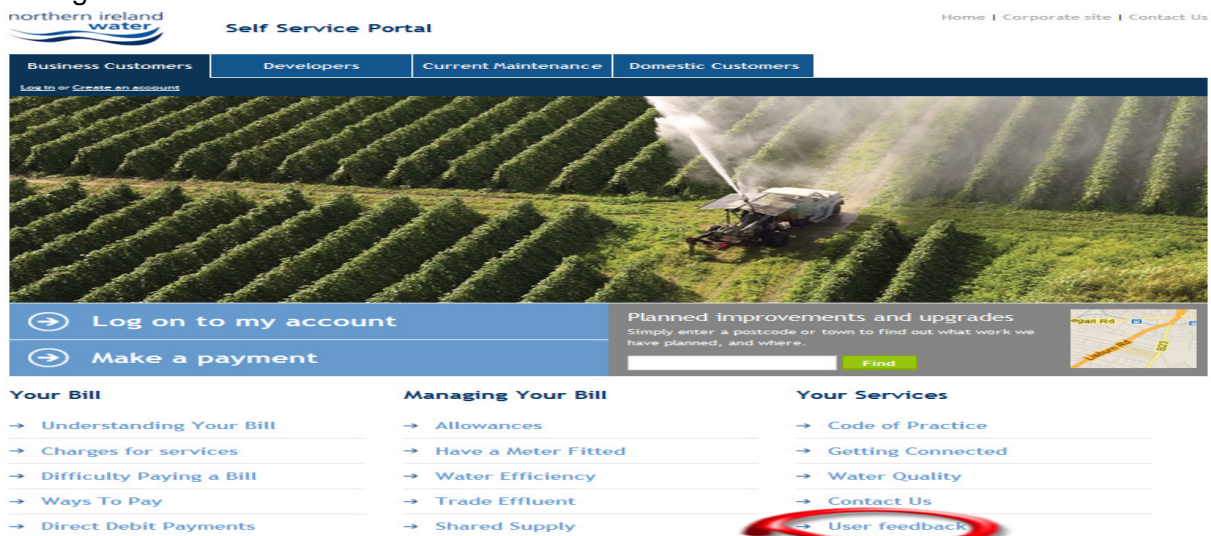 northern ireland
water
Self Service Portal
Home | Corporate site | Contact Us
Business Customers
Developers
Current Maintenance
Domestic Customers
Log in or Create an account
Log on to my account
Make a payment
Planned improvements and upgrades
Simply enter a postcode or town to find out what work we
have planned, and where.
Find
Lisburn Rd
Your Bill
Understanding Your Bill
Charges for services
Difficulty Paying a Bill
Ways To Pay
Direct Debit Payments
Managing Your Bill
Allowances
Have a Meter Fitted
Water Efficiency
Trade Effluent
Shared Supply
Your Services
Code of Practice
Getting Connected
Water Quality
Contact Us
User feedback